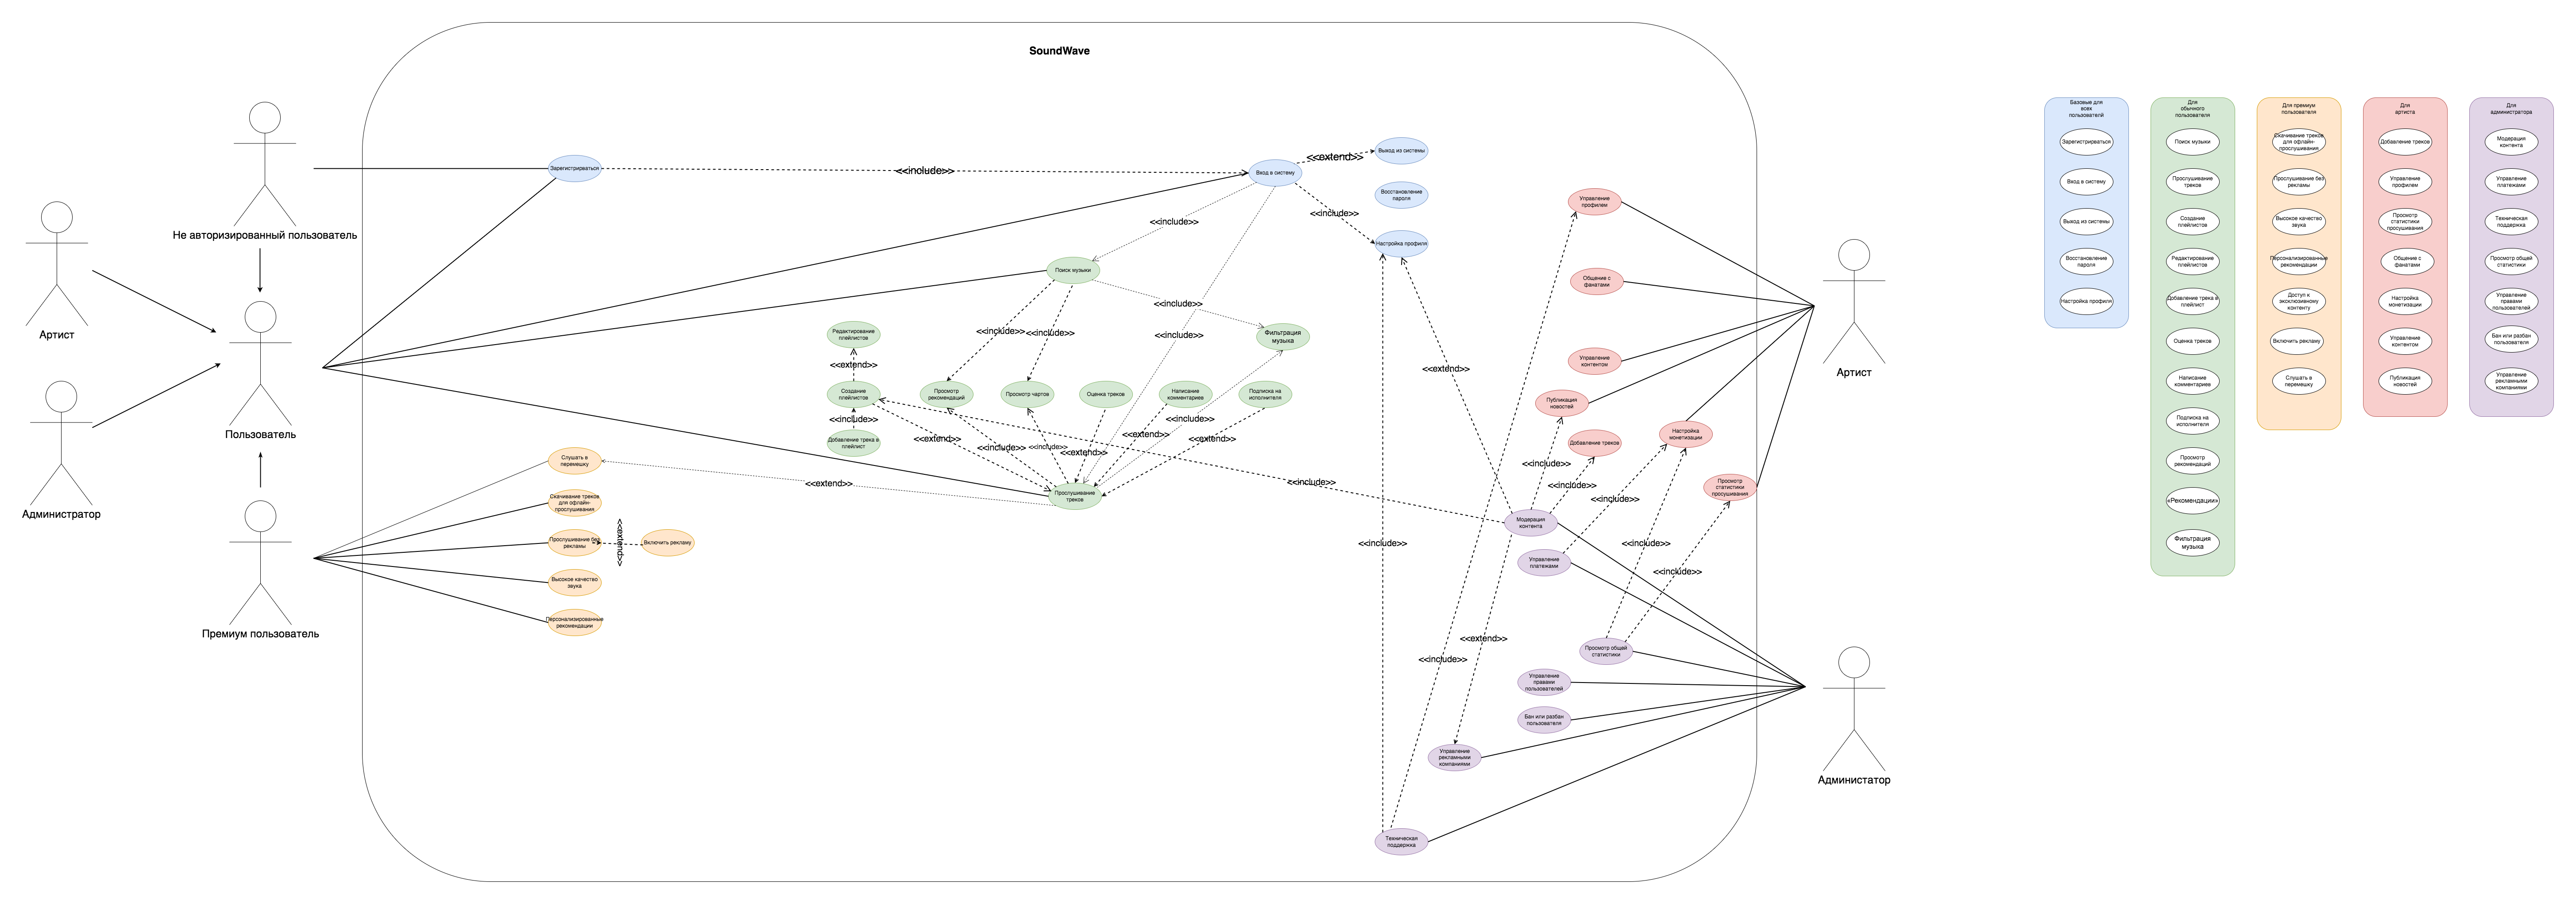 SoundWave
Не авторизированный пользователь
Артист
Администратор
Пользователь
Премиум пользователь
Зарегистрирваться
<<include>>
Вход в систему
<<extend>>
Выход из системы
Восстановление
пароля
<<include>>
Настройка профиля
<<include>>
Поиск музыки
<<include>>
<<include>>
<<include>>
<<include>>
Фильтрация
музыка
Редактирование
плейлистов
<<extend>>
Создание
плейлистов
<<include>>
Добавление трека в
плейлист
Просмотр
рекомендаций
Просмотр чартов
Оценка треков
Написание
комментариев
Подписка на
исполнителя
<<extend>>
<<include>>
<<include>>
<<extend>>
<<extend>>
<<include>>
<<extend>>
Прослушивание
треков
<<extend>>
Слушать в
перемешку
Скачивание треков
для офлайн-
прослушивания
Прослушивание без
рекламы
<<extend>>
Включить рекламу
Высокое качество
звука
Персонализированные
рекомендации
Управление
профилем
Общение с
фанатами
Управление
контентом
Публикация
новостей
Добавление треков
Настройка
монетизации
Просмотр
статистики
просушивания
<<extend>>
<<include>>
<<include>>
<<include>>
<<include>>
<<include>>
<<include>>
<<include>>
<<extend>>
<<include>>
Модерация
контента
Управление
платежами
Просмотр общей
статистики
Управление
правами
пользователей
Бан или разбан
пользователя
Управление
рекламными
компаниями
Техническая
поддержка
Артист
Администатор
Базовые для
всех
пользователй
Зарегистрирваться
Вход в систему
Выход из системы
Восстановление
пароля
Настройка профиля
Для
обычного
пользователя
Поиск музыки
Прослушивание
треков
Создание
плейлистов
Редактирование
плейлистов
Добавление трека в
плейлист
Оценка треков
Написание
комментариев
Подписка на
исполнителя
Просмотр
рекомендаций
«Рекомендации»
Фильтрация
музыка
Для премиум
пользователя
Скачивание треков
для офлайн-
прослушивания
Прослушивание без
рекламы
Высокое качество
звука
Персонализированные
рекомендации
Доступ к
эксклюзивному
контенту
Включить рекламу
Слушать в
перемешку
Для
артиста
Добавление треков
Управление
профилем
Просмотр
статистики
просушивания
Общение с
фанатами
Настройка
монетизации
Управление
контентом
Публикация
новостей
Для
администратора
Модерация
контента
Управление
платежами
Техническая
поддержка
Просмотр общей
статистики
Управление
правами
пользователей
Бан или разбан
пользователя
Управление
рекламными
компаниями